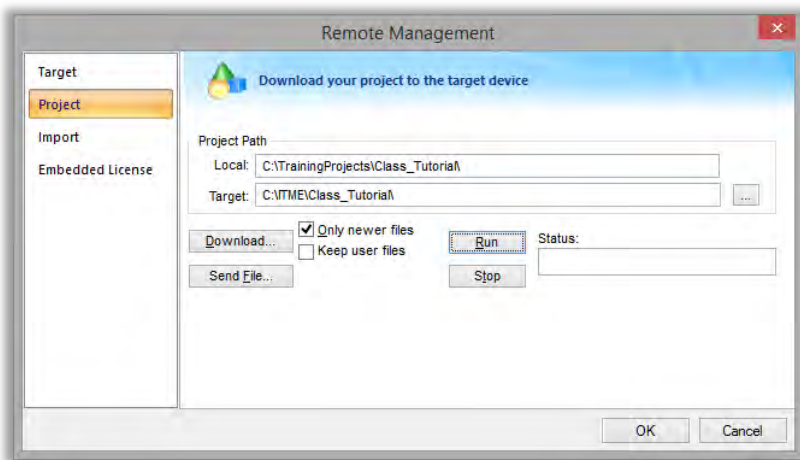 Remote Management
Target
Project
Import
Embedded License
Download your project to the target device
Project Path
Local: C:\TrainingProjects\Class_Tutorial\
Target: C:\ITME\Class_Tutorial\ ...
Download...
Only newer files
Keep user files
Run
Status:
Send File...
Stop
OK
Cancel